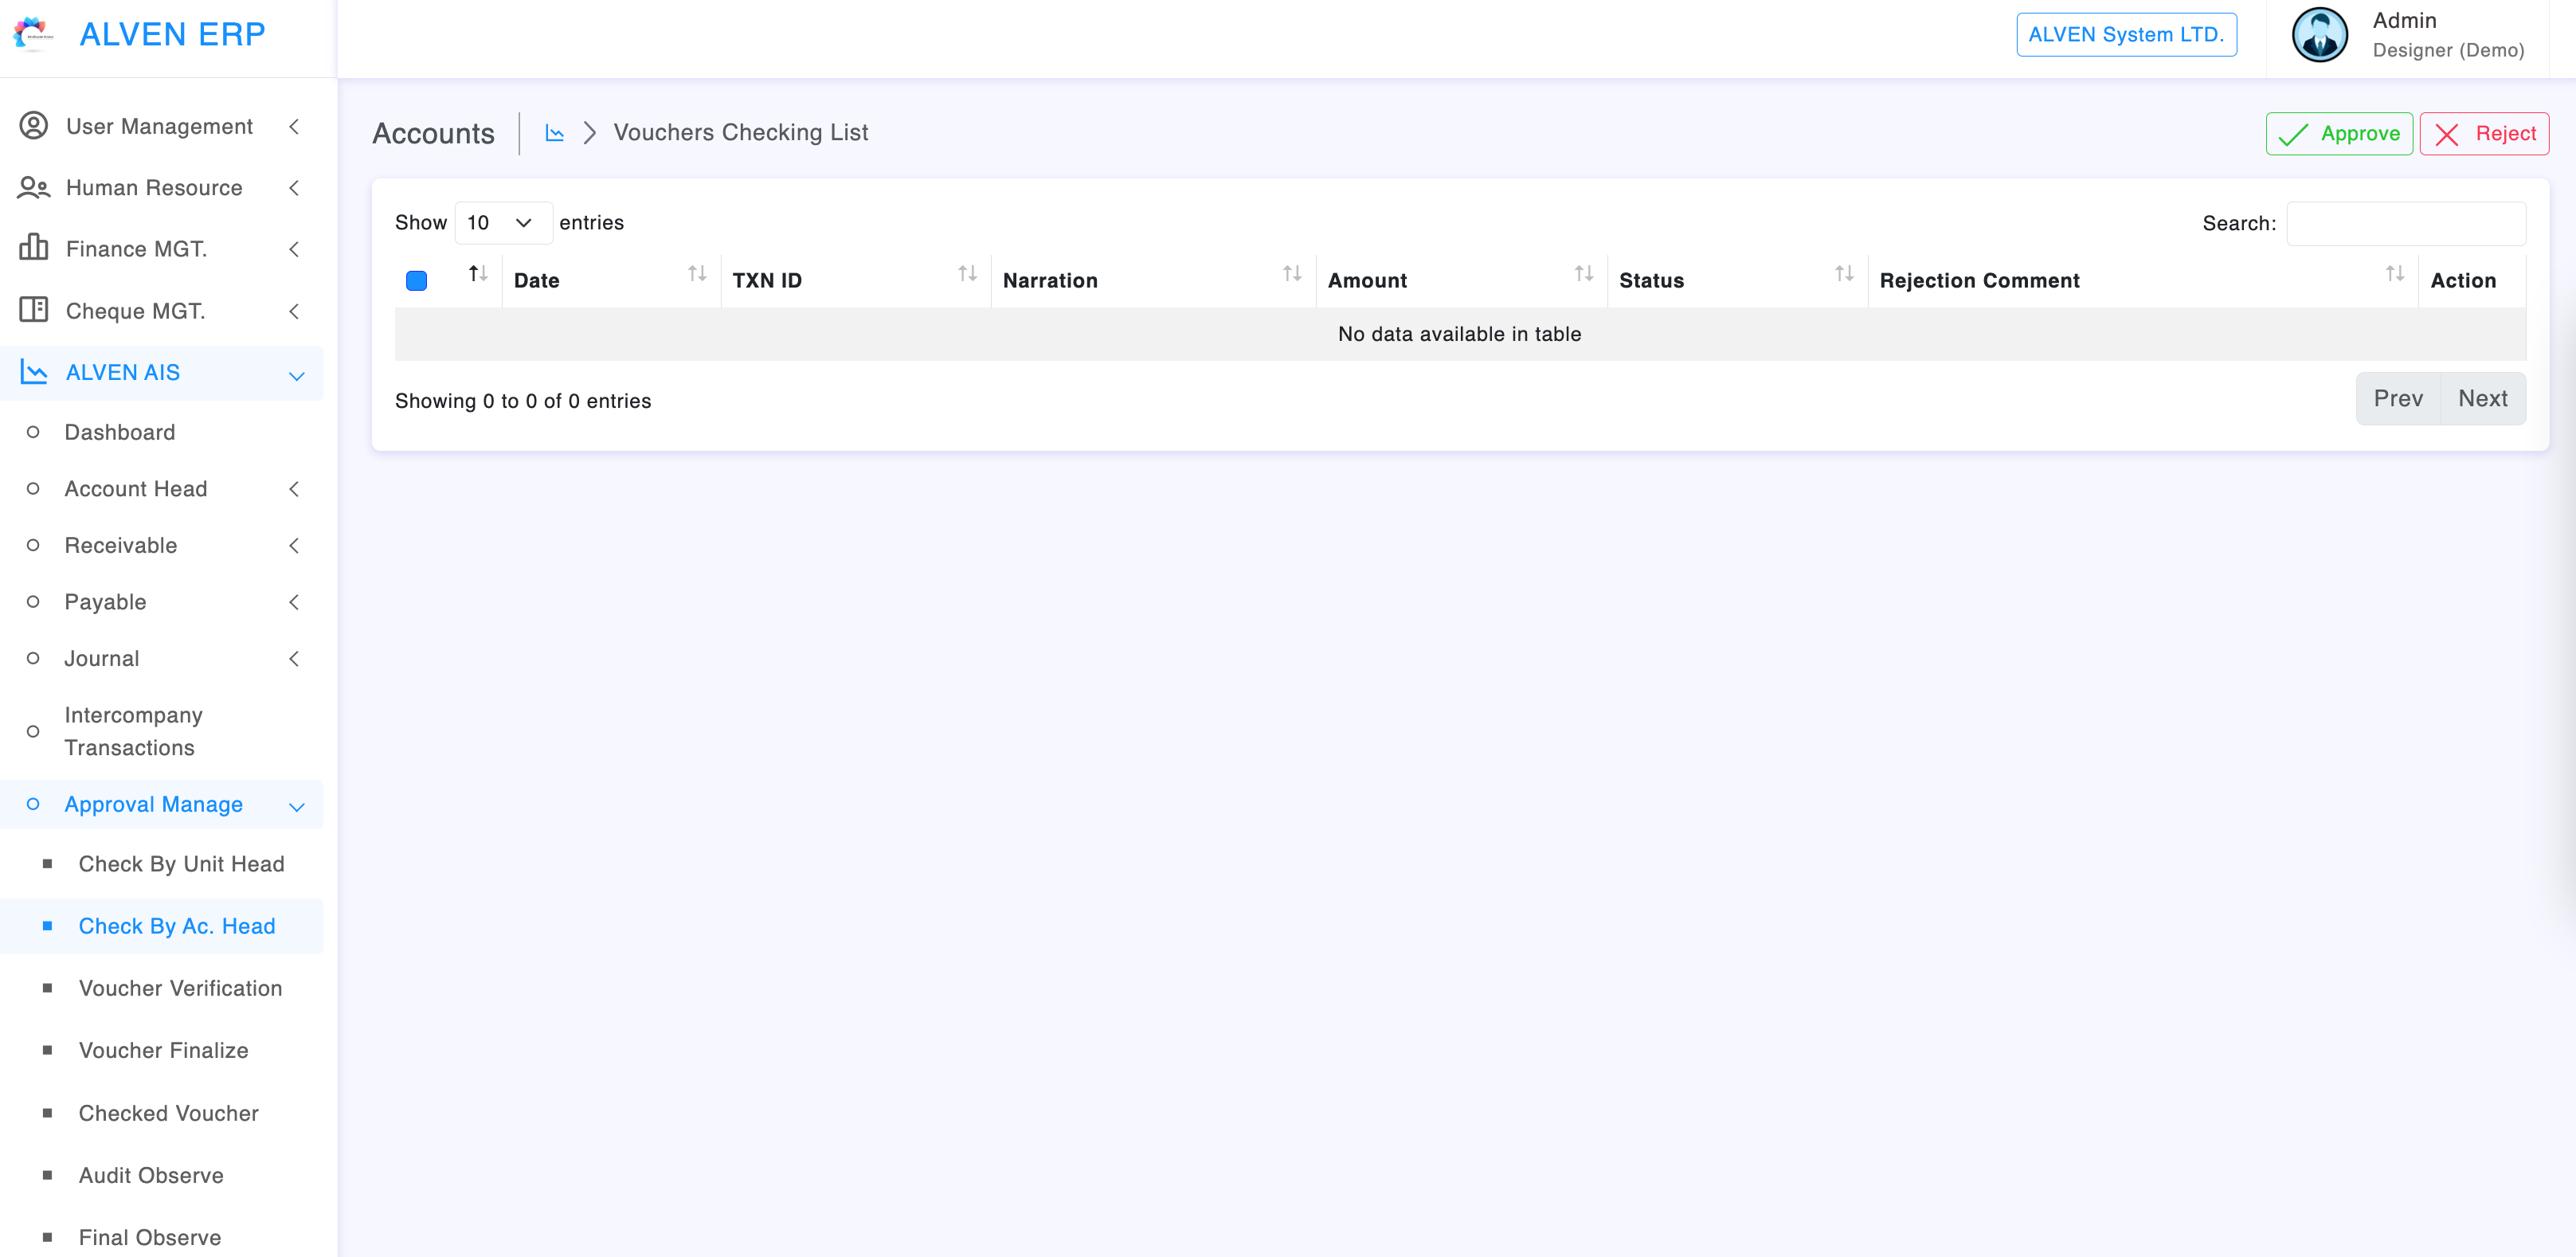 ALVEN ERP
ALVEN System LTD.
Admin
Designer (Demo)
User Management
Human Resource
Finance MGT.
Cheque MGT.
ALVEN AIS
Dashboard
Account Head
Receivable
Payable
Journal
Intercompany
Transactions
Approval Manage
Check By Unit Head
Check By Ac. Head
Voucher Verification
Voucher Finalize
Checked Voucher
Audit Observe
Final Observe
Accounts
Vouchers Checking List
Approve
Reject
Show 10 entries
Search:
Date TXN ID Narration Amount Status Rejection Comment Action
No data available in table
Showing 0 to 0 of 0 entries
Prev Next